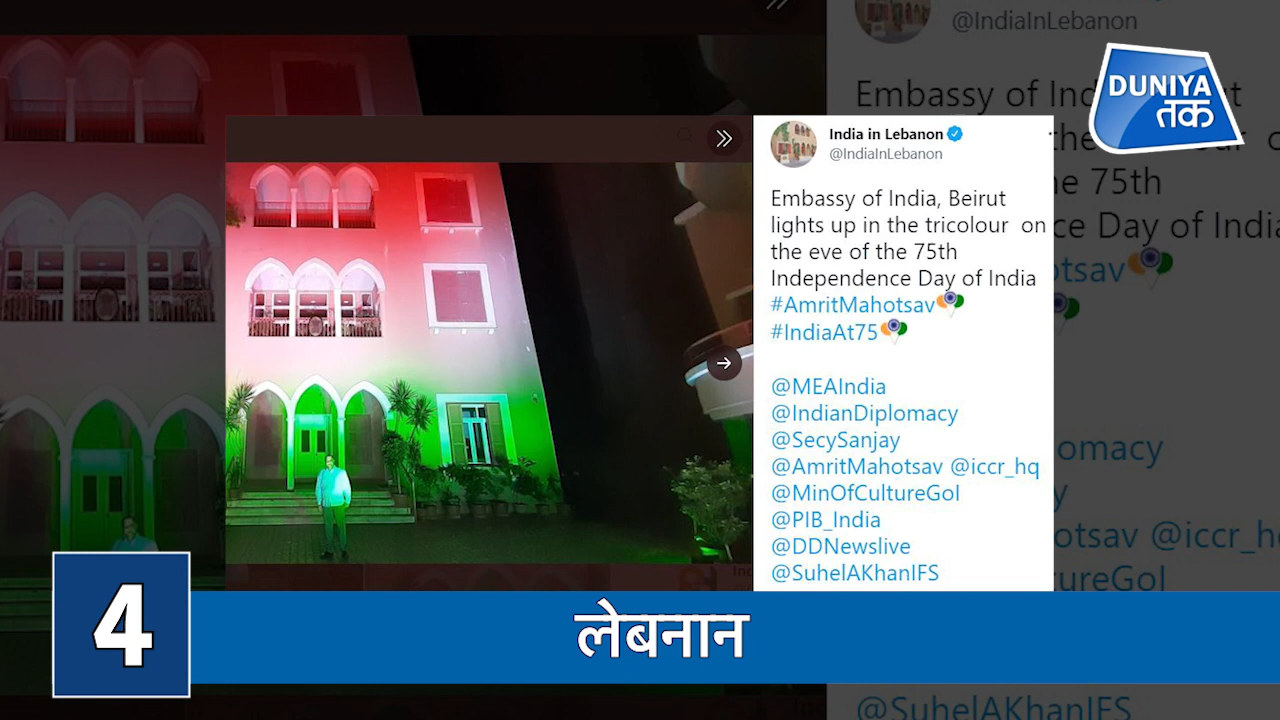 @IndiaInLebanon
DUNIYA
तक
India in Lebanon
@IndiaInLebanon
Embassy of India, Beirut
lights up in the tricolour on
the eve of the 75th
Independence Day of India
#AmritMahotsav
#IndiaAt75
@MEAIndia
@IndianDiplomacy
@SecySanjay
@AmritMahotsav @iccr_hq
@MinOfCultureGoI
@PIB_India
@DDNewslive
@SuhelAKhanIFS
4
लेबनान
@SuhelAKhanIFS